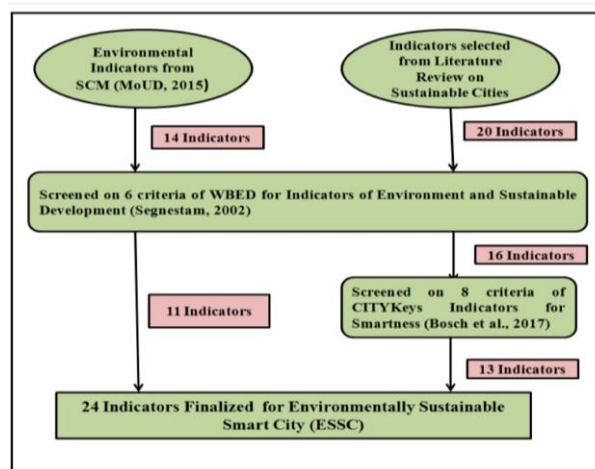 Environmental
Indicators from
SCM (MoUD, 2015)
Indicators selected
from Literature
Review on
Sustainable Cities
14 Indicators
20 Indicators
Screened on 6 criteria of WBED for Indicators of Environment and Sustainable
Development (Segnestam, 2002)
16 Indicators
Screened on 8 criteria of
CITYKeys Indicators for
Smartness (Bosch et al., 2017)
11 Indicators
13 Indicators
24 Indicators Finalized for Environmentally Sustainable
Smart City (ESSC)